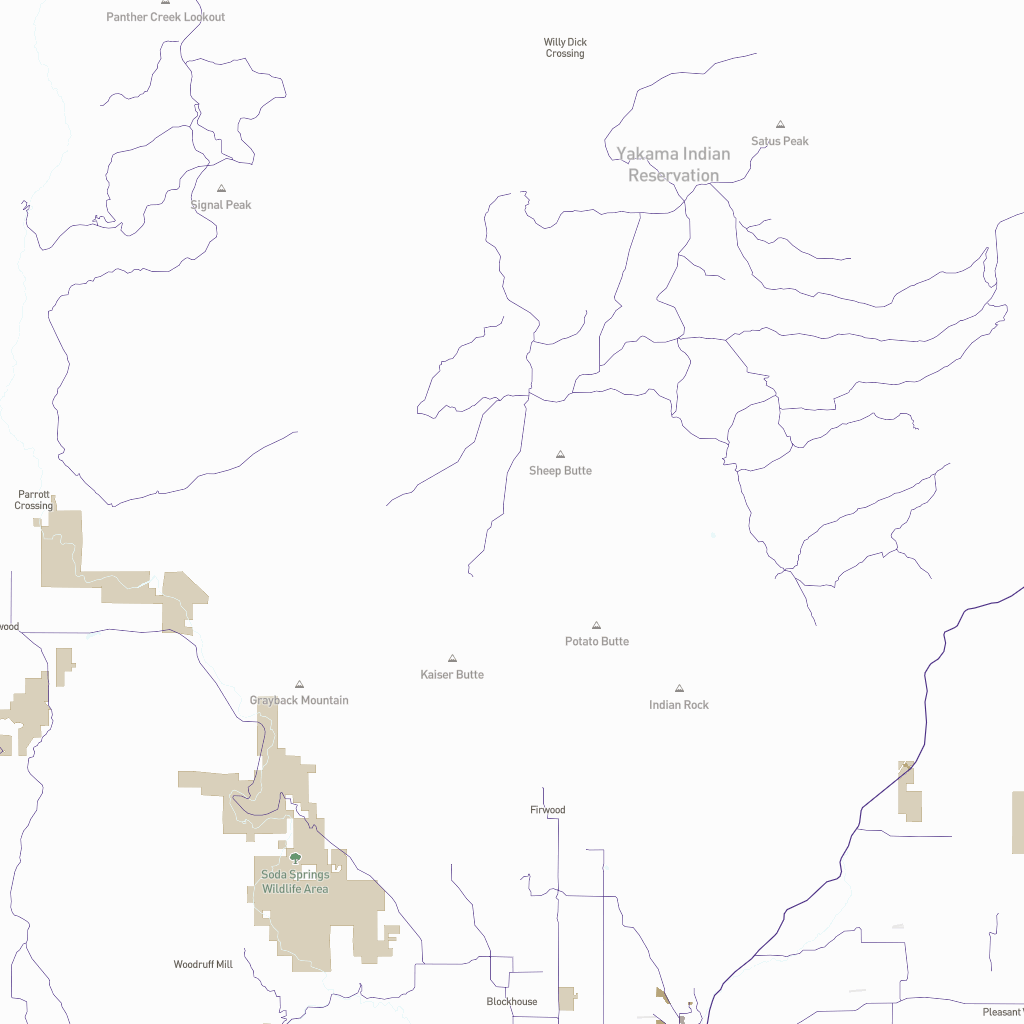 Panther Creek Lookout
Willy Dick
Crossing
Satus Peak
Yakama Indian
Reservation
Signal Peak
Sheep Butte
Parrott
Crossing
wood
Potato Butte
Kaiser Butte
Grayback Mountain
Indian Rock
Firwood
Soda Springs
Wildlife Area
Woodruff Mill
Blockhouse
Pleasant V